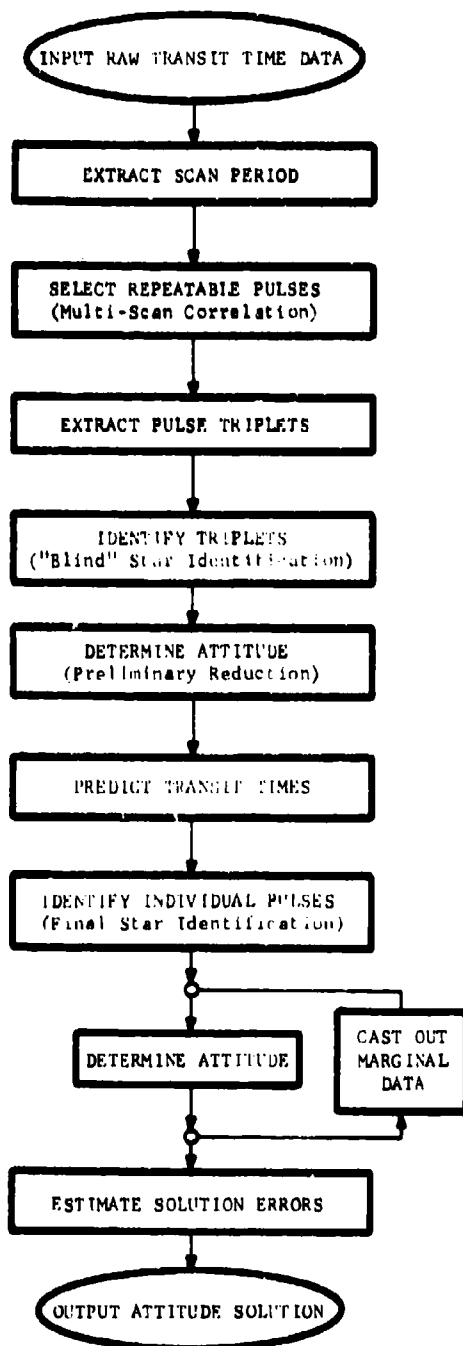 INPUT RAW TRANSIT TIME DATA
EXTRACT SCAN PERIOD
SELECT REPEATABLE PULSES
(Multi-Scan Correlation)
EXTRACT PULSE TRIPLETS
IDENTIFY TRIPLETS
("Blind" Star Identification)
DETERMINE ATTITUDE
(Preliminary Reduction)
PREDICT TRANSIT TIMES
IDENTIFY INDIVIDUAL PULSES
(Final Star Identification)
DETERMINE ATTITUDE
CAST OUT
MARGINAL
DATA
ESTIMATE SOLUTION ERRORS
OUTPUT ATTITUDE SOLUTION